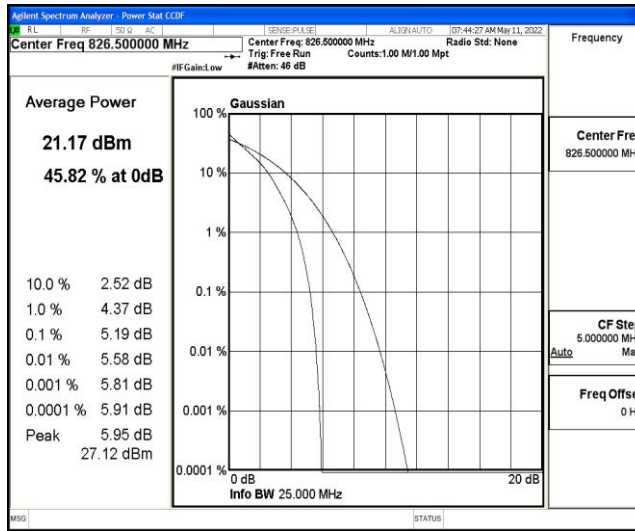 Agilent Spectrum Analyzer - Power Stat CCDF
RL RF 50 Ω AC SENSE:PULSE ALIGN AUTO 07:44:27 AM May 11, 2022
Center Freq 826.500000 MHz
Center Freq: 826.500000 MHz Radio Std: None
Trig: Free Run Counts:1.00 M/1.00 Mpt
#IFGain:Low #Atten: 46 dB
Frequency
Average Power
21.17 dBm
45.82 % at 0dB
10.0 % 2.52 dB
1.0 % 4.37 dB
0.1 % 5.19 dB
0.01 % 5.58 dB
0.001 % 5.81 dB
0.0001 % 5.91 dB
Peak 5.95 dB
27.12 dBm
Gaussian
100 %
10 %
1 %
0.1 %
0.01 %
0.001 %
0.0001 %
0 dB 20 dB
Info BW 25.000 MHz
Center Fre
826.500000 MH
CF Ste
5.000000 MH
Auto Ma
Freq Offse
0 H
MSG STATUS